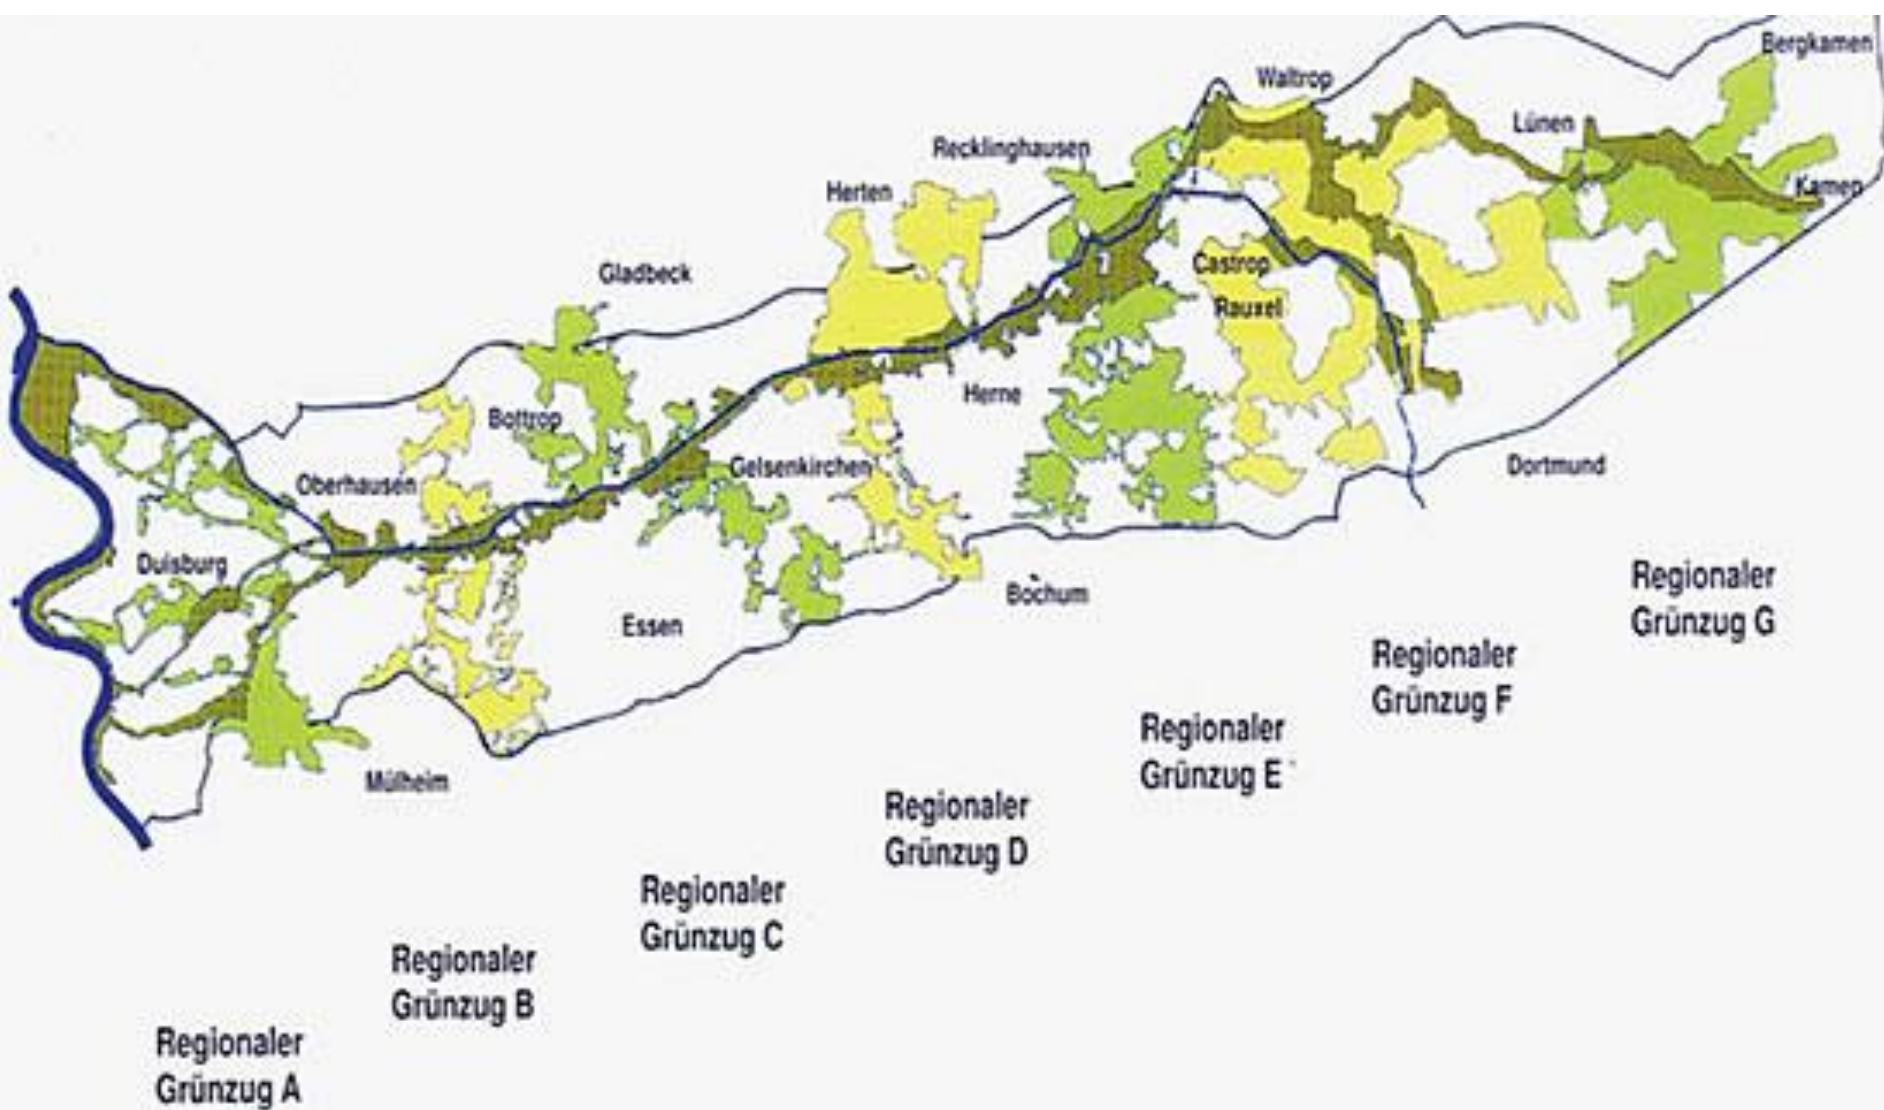 Bergkamen
Waltrop
Lünen
Recklinghausen
Kamen
Herten
Castrop
Rauxel
Gladbeck
Herne
Bottrop
Gelsenkirchen
Dortmund
Oberhausen
Duisburg
Bochum
Essen
Mülheim
Regionaler
Grünzug G
Regionaler
Grünzug F
Regionaler
Grünzug E
Regionaler
Grünzug D
Regionaler
Grünzug C
Regionaler
Grünzug B
Regionaler
Grünzug A